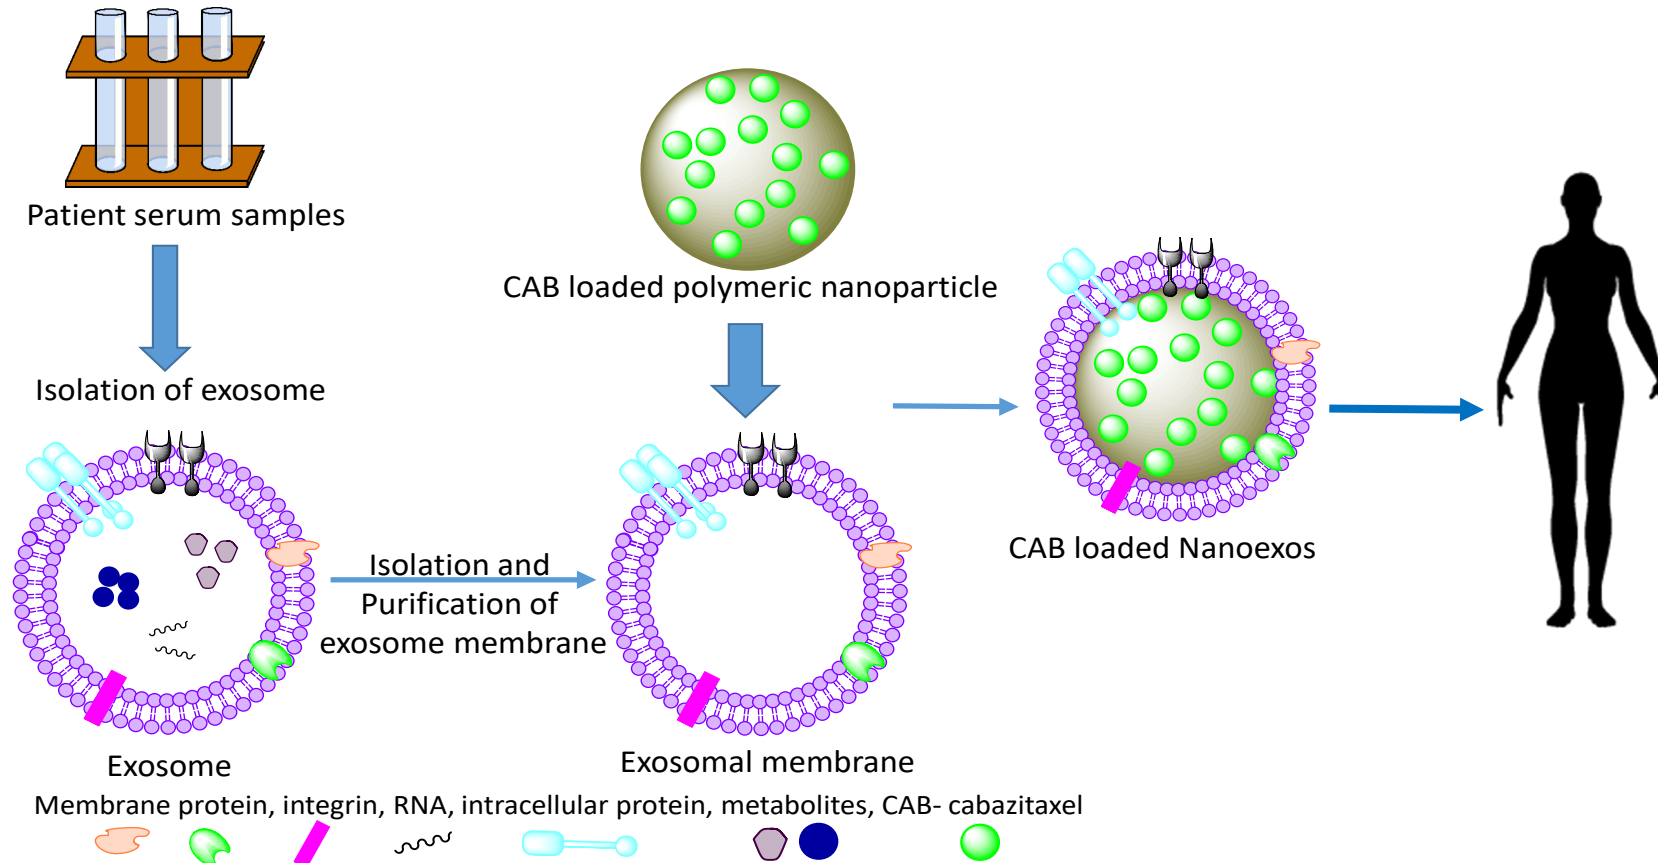 Patient serum samples
Isolation of exosome
Exosome
Isolation and
Purification of
exosome membrane
CAB loaded polymeric nanoparticle
Exosomal membrane
CAB loaded Nanoexos
Membrane protein, integrin, RNA, intracellular protein, metabolites, CAB- cabazitaxel